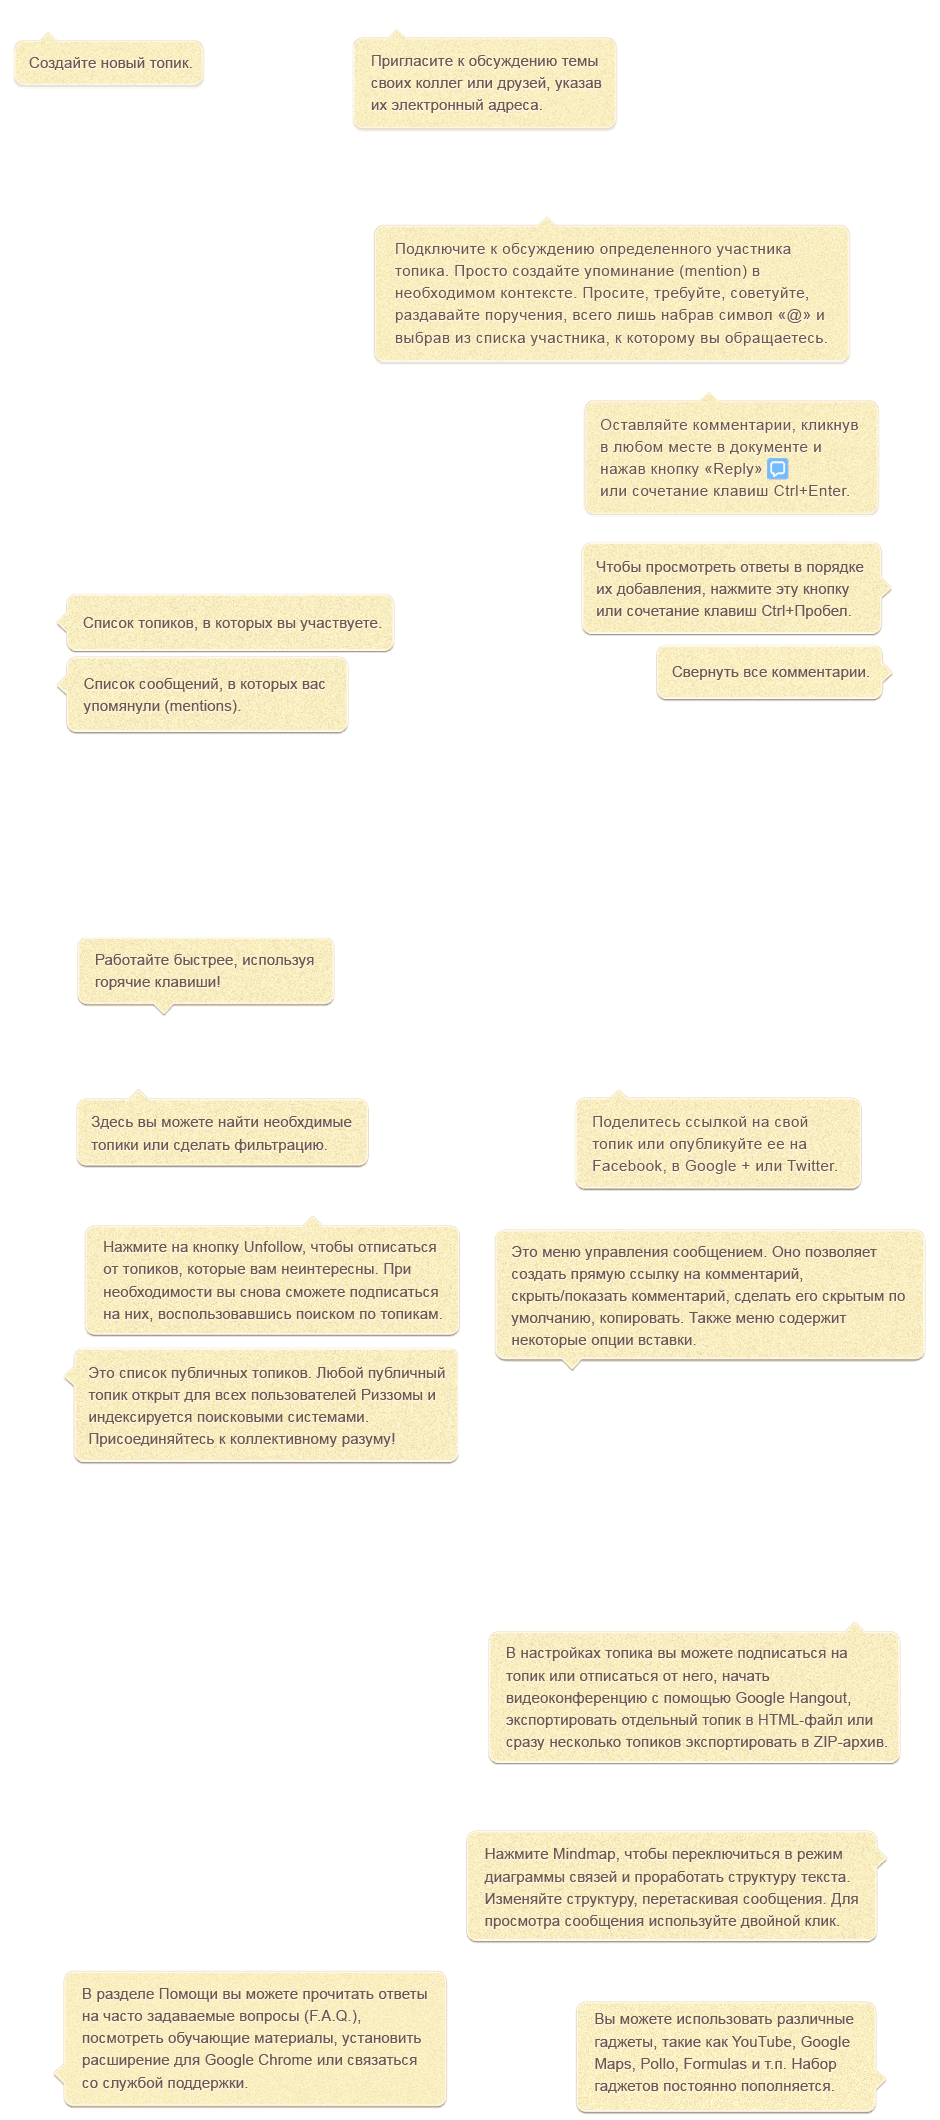 Создайте новый топик.
Пригласите к обсуждению темы
своих коллег или друзей, указав
их электронный адреса.
Подключите к обсуждению определенного участника
топика. Просто создайте упоминание (mention) в
необходимом контексте. Просите, требуйте, советуйте,
раздавайте поручения, всего лишь набрав символ «@» и
выбрав из списка участника, к которому вы обращаетесь.
Оставляйте комментарии, кликнув
в любом месте в документе и
нажав кнопку «Reply»
или сочетание клавиш Ctrl+Enter.
Чтобы просмотреть ответы в порядке
их добавления, нажмите эту кнопку
или сочетание клавиш Ctrl+Пробел.
Список топиков, в которых вы участвуете.
Свернуть все комментарии.
Список сообщений, в которых вас
упомянули (mentions).
Работайте быстрее, используя
горячие клавиши!
Здесь вы можете найти необхдимые
топики или сделать фильтрацию.
Поделитесь ссылкой на свой
топик или опубликуйте ее на
Facebook, в Google + или Twitter.
Нажмите на кнопку Unfollow, чтобы отписаться
от топиков, которые вам неинтересны. При
необходимости вы снова сможете подписаться
на них, воспользовавшись поиском по топикам.
Это меню управления сообщением. Оно позволяет
создать прямую ссылку на комментарий,
скрыть/показать комментарий, сделать его скрытым по
умолчанию, копировать. Также меню содержит
некоторые опции вставки.
Это список публичных топиков. Любой публичный
топик открыт для всех пользователей Риззомы и
индексируется поисковыми системами.
Присоединяйтесь к коллективному разуму!
В настройках топика вы можете подписаться на
топик или отписаться от него, начать
видеоконференцию с помощью Google Hangout,
экспортировать отдельный топик в HTML-файл или
сразу несколько топиков экспортировать в ZIP-архив.
Нажмите Mindmap, чтобы переключиться в режим
диаграммы связей и проработать структуру текста.
Изменяйте структуру, перетаскивая сообщения. Для
просмотра сообщения используйте двойной клик.
В разделе Помощи вы можете прочитать ответы
на часто задаваемые вопросы (F.A.Q.),
посмотреть обучающие материалы, установить
расширение для Google Chrome или связаться
со службой поддержки.
Вы можете использовать различные
гаджеты, такие как YouTube, Google
Maps, Pollo, Formulas и т.п. Набор
гаджетов постоянно пополняется.